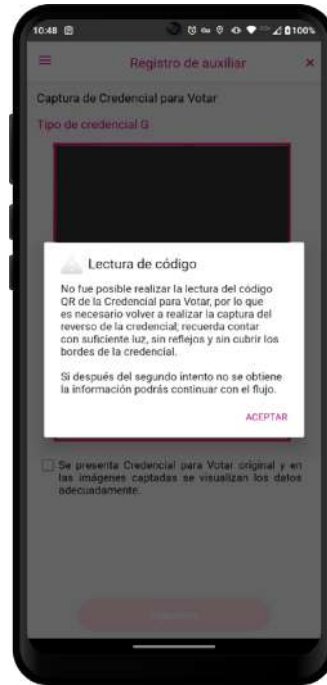 10:48
100%
Registro de auxiliar
Captura de Credencial para Votar
Tipo de credencial G
Lectura de código
No fue posible realizar la lectura del código
QR de la Credencial para Votar, por lo que
es necesario volver a realizar la captura del
reverso de la credencial; recuerda contar
con suficiente luz, sin reflejos y sin cubrir los
bordes de la credencial.
Si después del segundo intento no se obtiene
la información podrás continuar con el flujo.
ACEPTAR
Se presenta Credencial para Votar original y en
las imágenes captadas se visualizan los datos
adecuadamente.